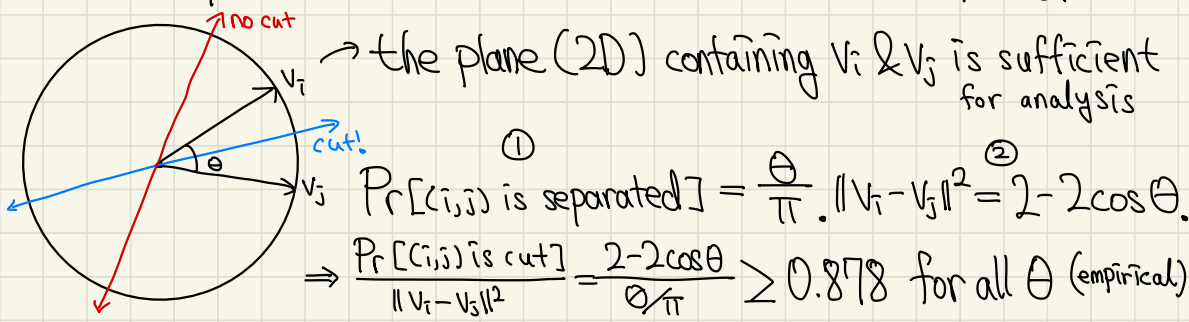 no cut
→ the plane (2D) containing Vi & Vj is sufficient
for analysis
Vi
cut!
θ
Vj
① ②
Pr[(i,j) is separated] = θ/π. ||Vi-Vj||² = 2-2cosθ.
⇒ Pr[(i,j) is cut]/||Vi-Vj||² = 2-2cosθ/θ/π ≥ 0.878 for all θ (empirical)